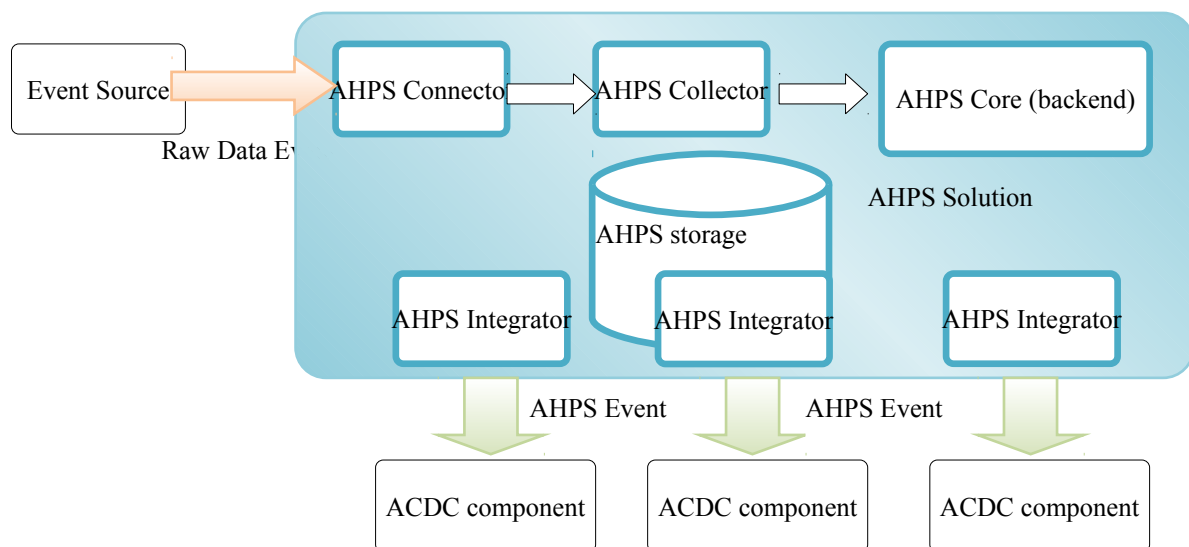 Event Source
AHPS Connecto
AHPS Collector
AHPS Core (backend)
Raw Data Ev
AHPS Solution
AHPS storage
AHPS Integrator
AHPS Integrator
AHPS Integrator
AHPS Event
AHPS Event
ACDC component
ACDC component
ACDC component